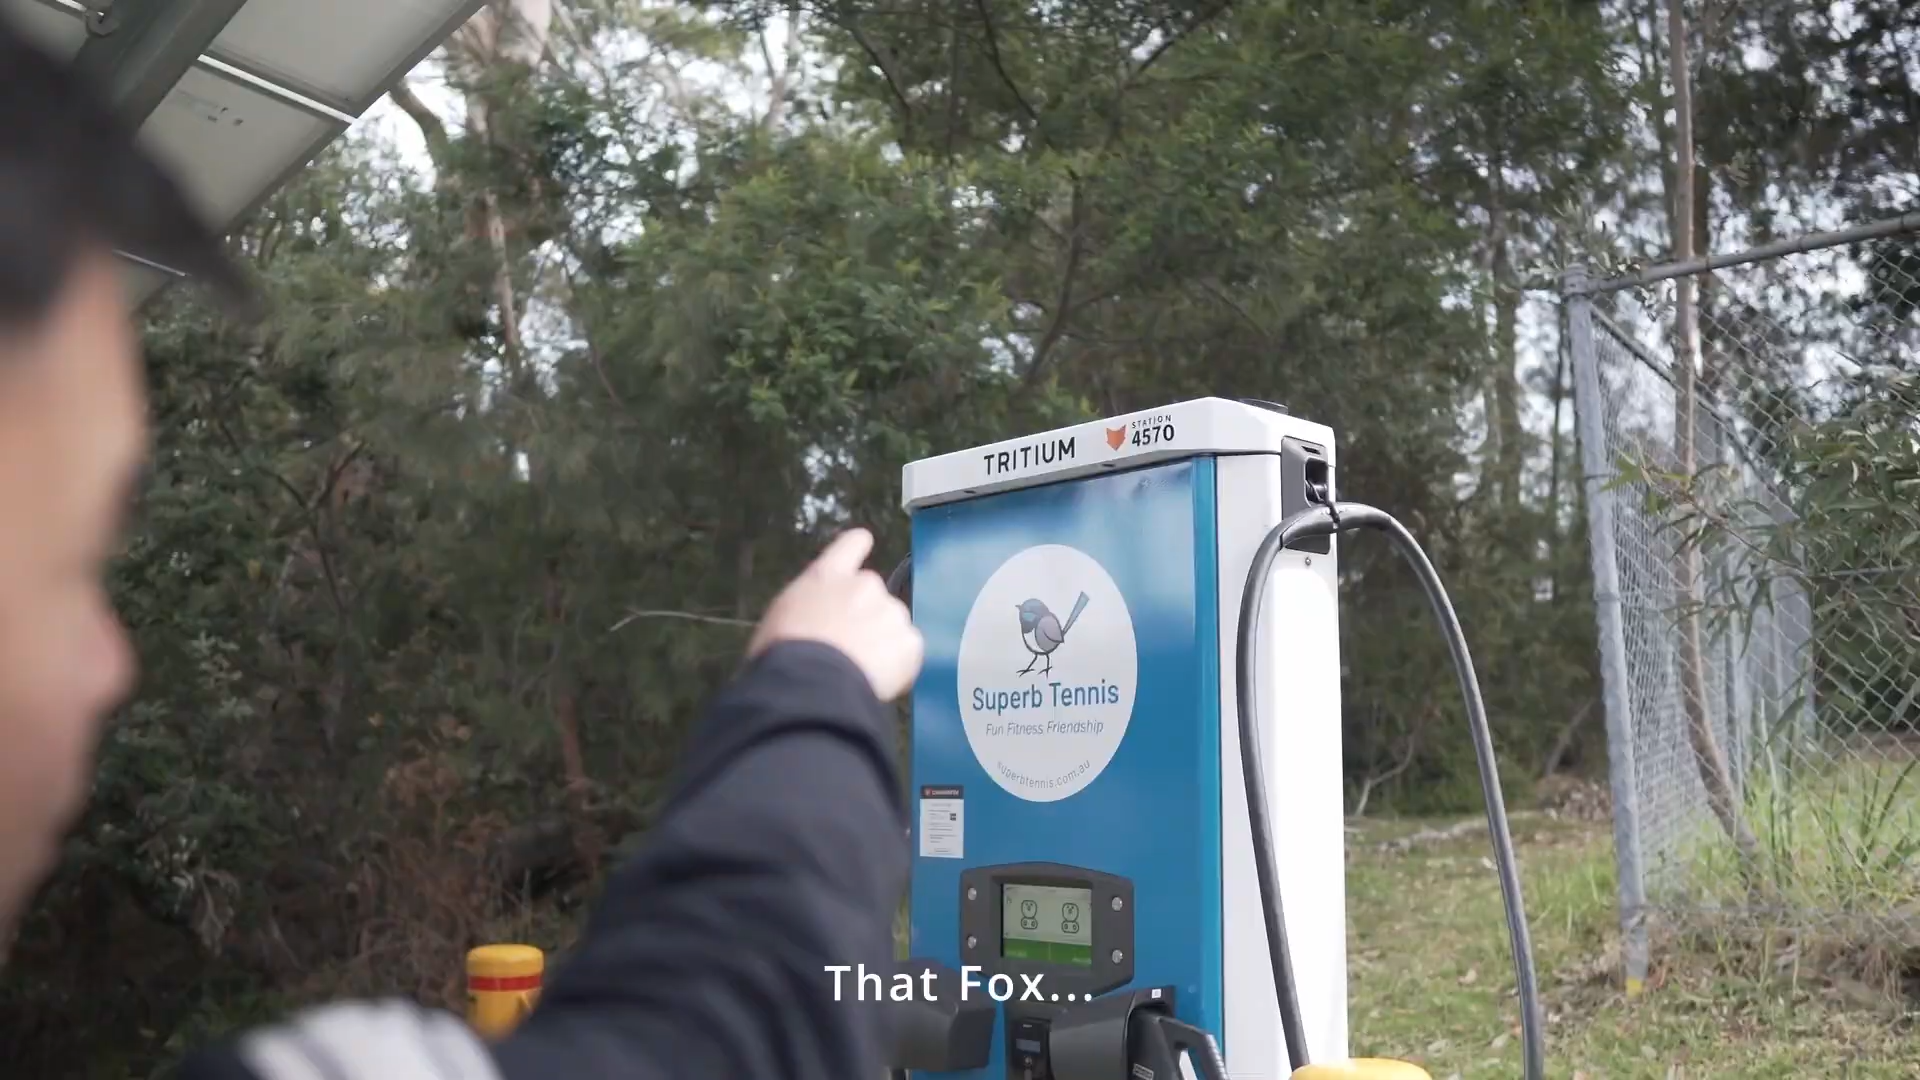 TRITIUM
STATION
4570
Superb Tennis
Fun Fitness Friendship
superbtennis.com.au
That Fox...